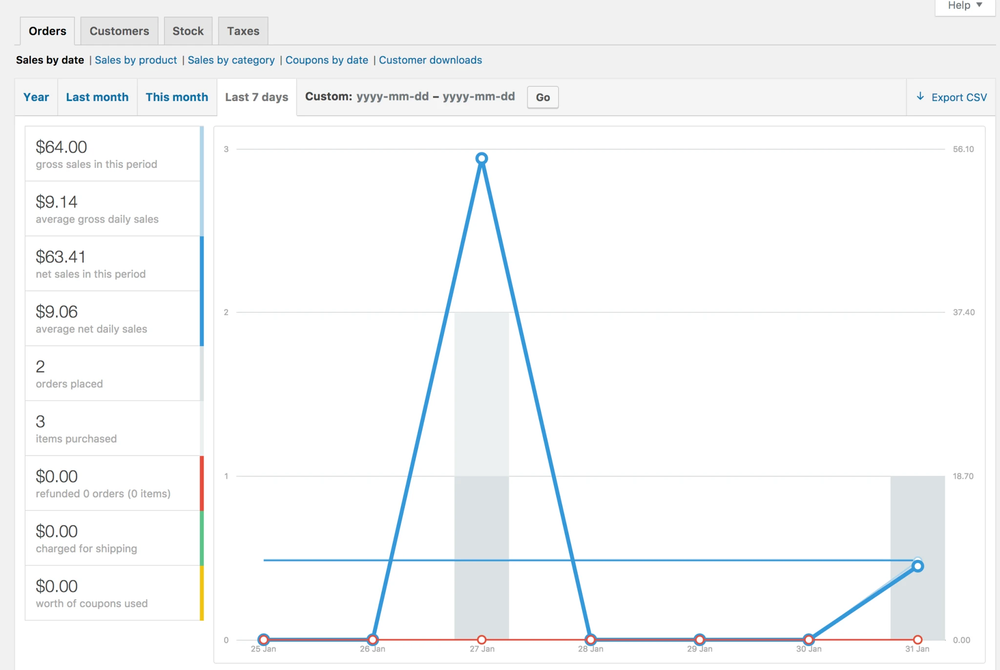 Help ▼
Orders Customers Stock Taxes
Sales by date | Sales by product | Sales by category | Coupons by date | Customer downloads
Year Last month This month Last 7 days Custom: yyyy-mm-dd – yyyy-mm-dd Go Export CSV
$64.00
gross sales in this period
$9.14
average gross daily sales
$63.41
net sales in this period
$9.06
average net daily sales
2
orders placed
3
items purchased
$0.00
refunded 0 orders (0 items)
$0.00
charged for shipping
$0.00
worth of coupons used
3 56.10
2 37.40
1 18.70
0 0.00
25 Jan 26 Jan 27 Jan 28 Jan 29 Jan 30 Jan 31 Jan